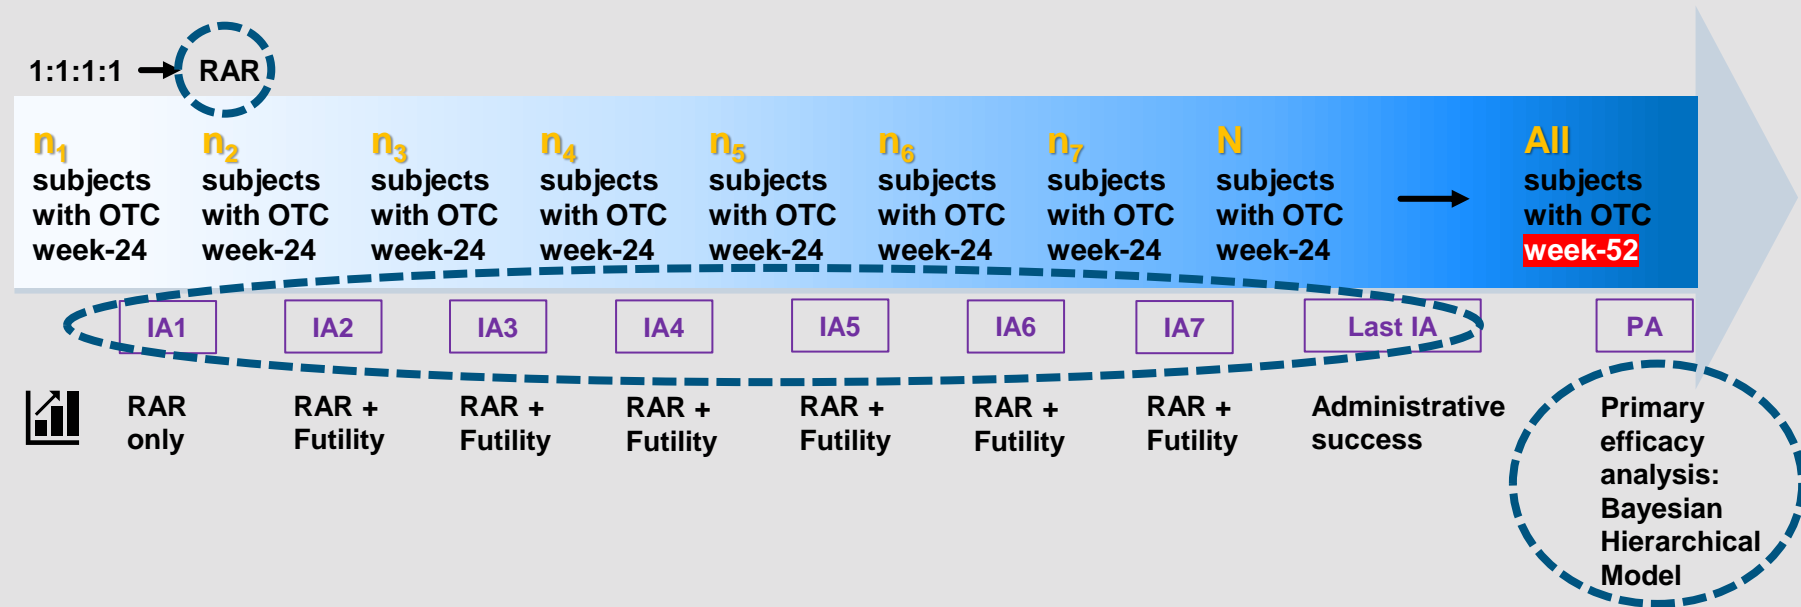 1:1:1:1 → RAR
n₁ n₂ n₃ n₄ n₅ n₆ n₇ N All
subjects subjects subjects subjects subjects subjects subjects subjects subjects
with OTC with OTC with OTC with OTC with OTC with OTC with OTC with OTC → with OTC
week-24 week-24 week-24 week-24 week-24 week-24 week-24 week-24 week-52
IA1 IA2 IA3 IA4 IA5 IA6 IA7 Last IA PA
RAR RAR + RAR + RAR + RAR + RAR + RAR + Administrative Primary
only Futility Futility Futility Futility Futility Futility success efficacy
analysis:
Bayesian
Hierarchical
Model